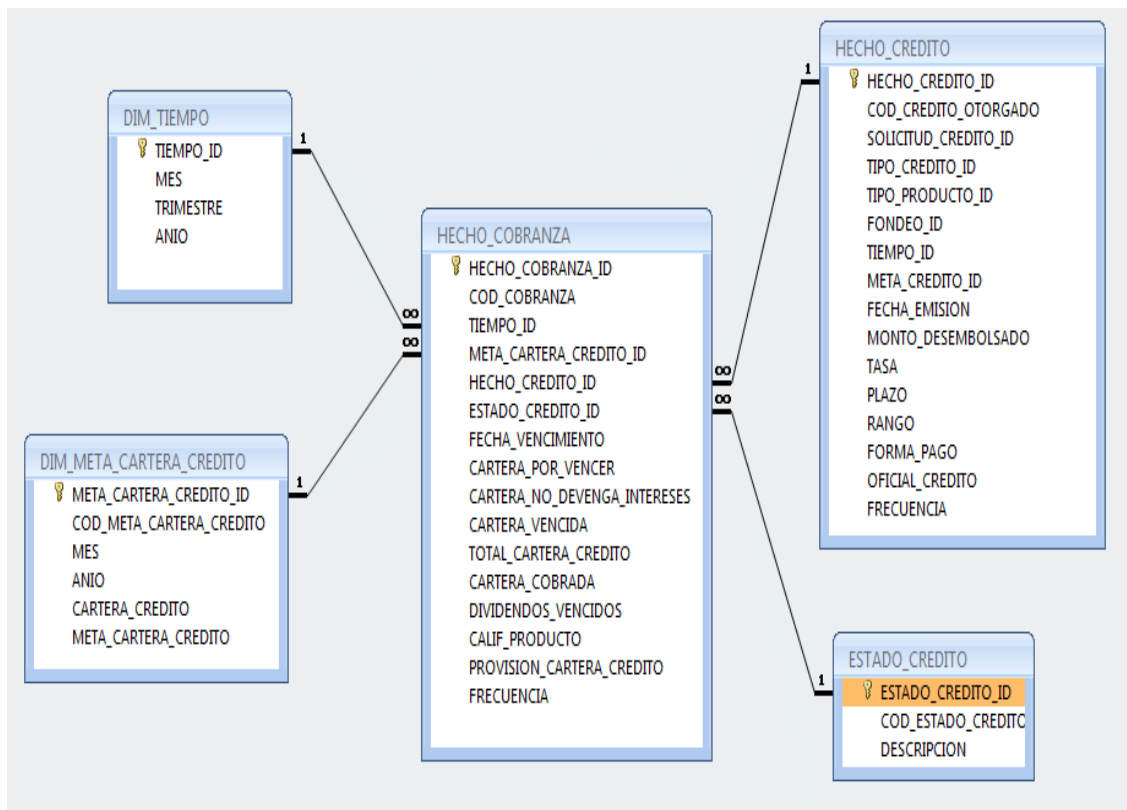 DIM_TIEMPO
TIEMPO_ID
MES
TRIMESTRE
ANIO
1
DIM_META_CARTERA_CREDITO
META_CARTERA_CREDITO_ID
COD_META_CARTERA_CREDITO
MES
ANIO
CARTERA_CREDITO
META_CARTERA_CREDITO
1
HECHO_COBRANZA
HECHO_COBRANZA_ID
COD_COBRANZA
TIEMPO_ID
META_CARTERA_CREDITO_ID
HECHO_CREDITO_ID
ESTADO_CREDITO_ID
FECHA_VENCIMIENTO
CARTERA_POR_VENCER
CARTERA_NO_DEVENGA_INTERESES
CARTERA_VENCIDA
TOTAL_CARTERA_CREDITO
CARTERA_COBRADA
DIVIDENDOS_VENCIDOS
CALIF_PRODUCTO
PROVISION_CARTERA_CREDITO
FRECUENCIA
∞
∞
∞
∞
HECHO_CREDITO
HECHO_CREDITO_ID
COD_CREDITO_OTORGADO
SOLICITUD_CREDITO_ID
TIPO_CREDITO_ID
TIPO_PRODUCTO_ID
FONDEO_ID
TIEMPO_ID
META_CREDITO_ID
FECHA_EMISION
MONTO_DESEMBOLSADO
TASA
PLAZO
RANGO
FORMA_PAGO
OFICIAL_CREDITO
FRECUENCIA
1
ESTADO_CREDITO
ESTADO_CREDITO_ID
COD_ESTADO_CREDITO
DESCRIPCION
1